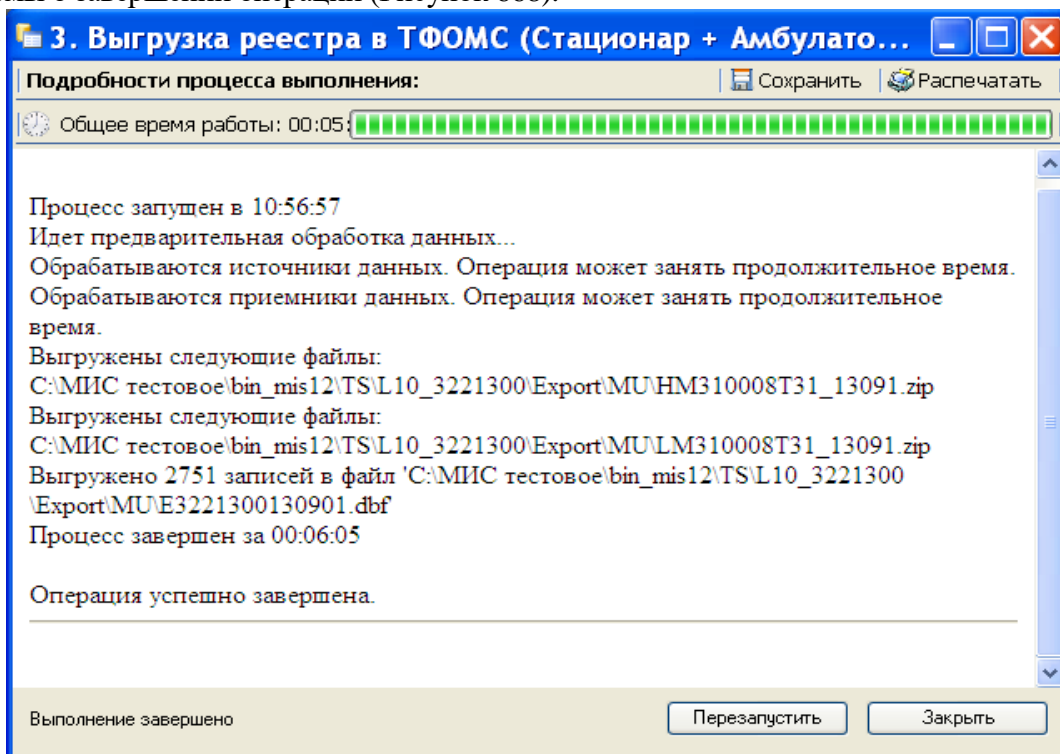 о завершении операции
3. Выгрузка реестра в ТФОМС (Стационар + Амбулато...
Подробности процесса выполнения: Сохранить Распечатать
Общее время работы: 00:05:
Процесс запущен в 10:56:57
Идет предварительная обработка данных...
Обрабатываются источники данных. Операция может занять продолжительное время.
Обрабатываются приемники данных. Операция может занять продолжительное
время.
Выгружены следующие файлы:
C:\МИС тестовое\bin_mis12\TS\L10_3221300\Export\MU\HM310008T31_13091.zip
Выгружены следующие файлы:
C:\МИС тестовое\bin_mis12\TS\L10_3221300\Export\MU\LM310008T31_13091.zip
Выгружено 2751 записей в файл 'C:\МИС тестовое\bin_mis12\TS\L10_3221300
\Export\MU\E3221300130901.dbf'
Процесс завершен за 00:06:05
Операция успешно завершена.
Выполнение завершено Перезапустить Закрыть